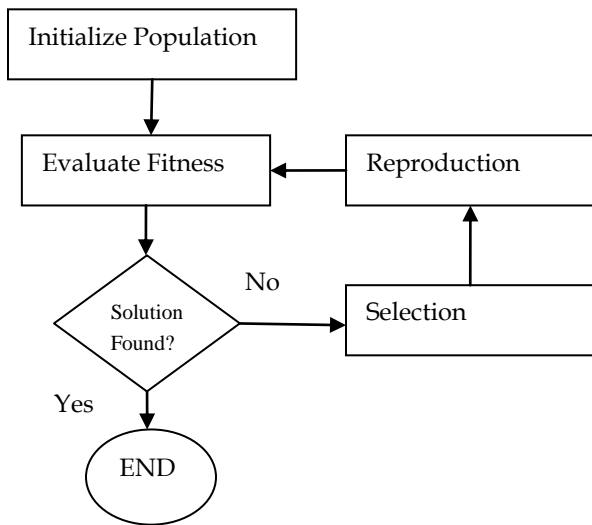 Initialize Population
Evaluate Fitness
Reproduction
No
Solution
Found?
Selection
Yes
END